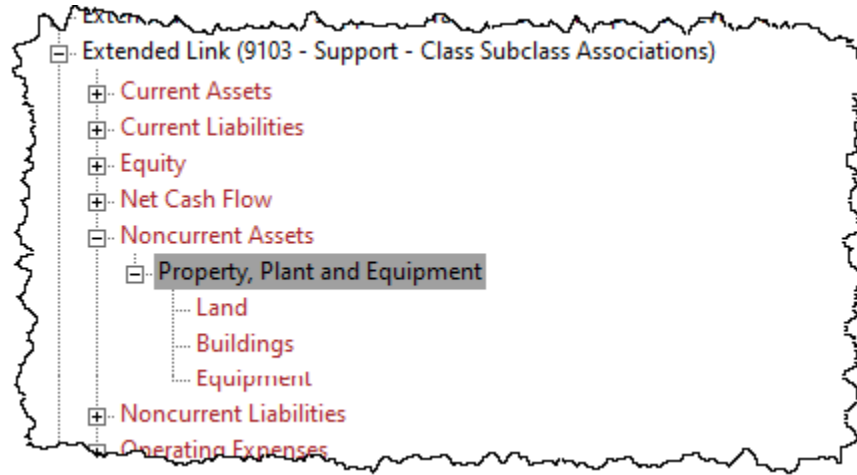 Extended Link (9103 - Support - Class Subclass Associations)
Current Assets
Current Liabilities
Equity
Net Cash Flow
Noncurrent Assets
Property, Plant and Equipment
Land
Buildings
Equipment
Noncurrent Liabilities
Operating Expenses